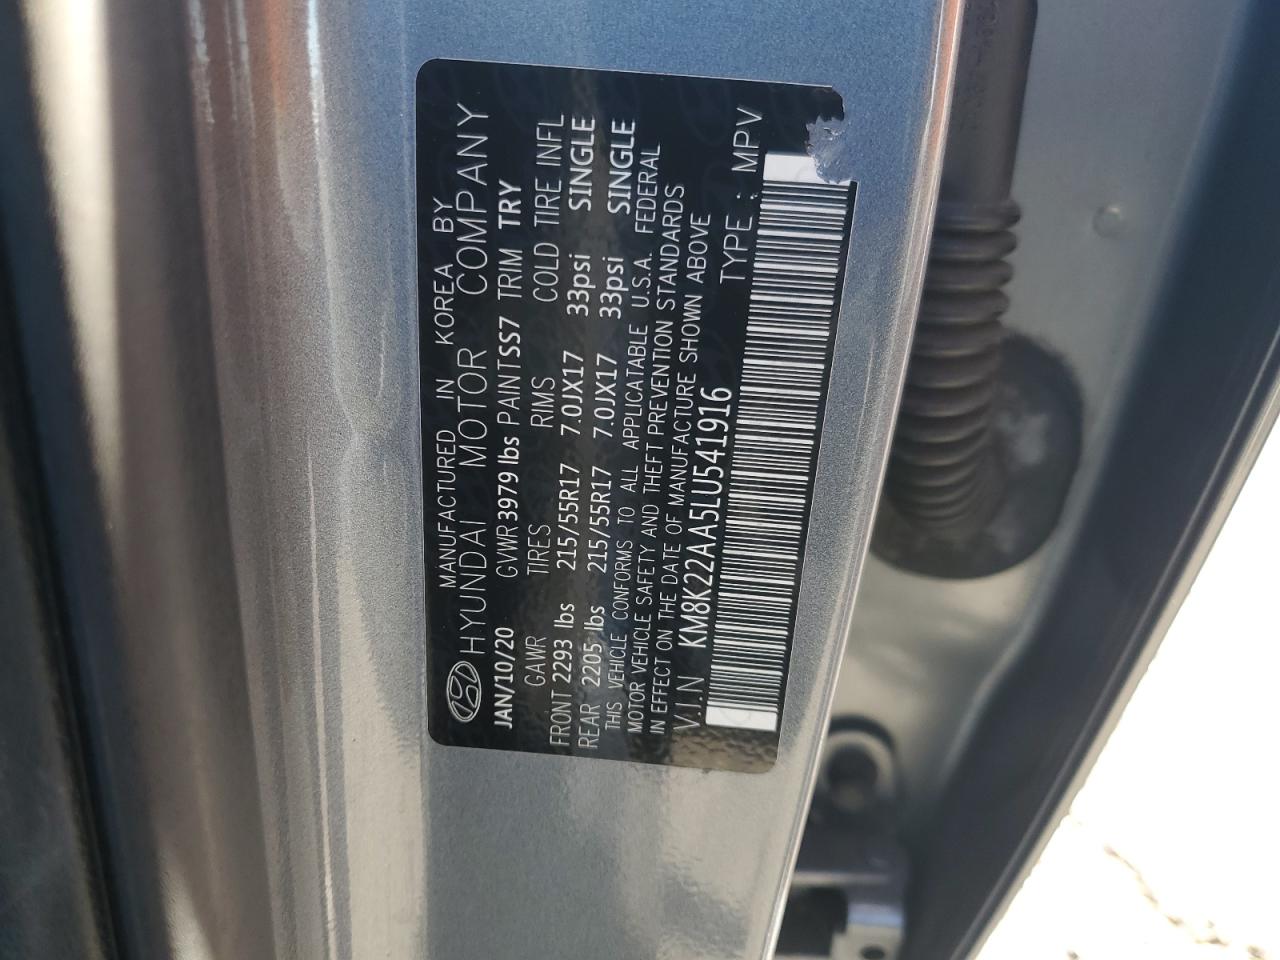 MANUFACTURED IN KOREA BY
HYUNDAI MOTOR COMPANY
JAN/10/20 GVWR 3979 lbs PAINT SS7 TRIM TRY
GAWR TIRES RIMS COLD TIRE INFL
FRONT 2293 lbs 215/55R17 7.0JX17 33psi SINGLE
REAR 2205 lbs 215/55R17 7.0JX17 33psi SINGLE
THIS VEHICLE CONFORMS TO ALL APPLICATABLE U.S.A. FEDERAL
MOTOR VEHICLE SAFETY AND THEFT PREVENTION STANDARDS
IN EFFECT ON THE DATE OF MANUFACTURE SHOWN ABOVE
VIN KM8K22AA5LU541916 TYPE : MPV